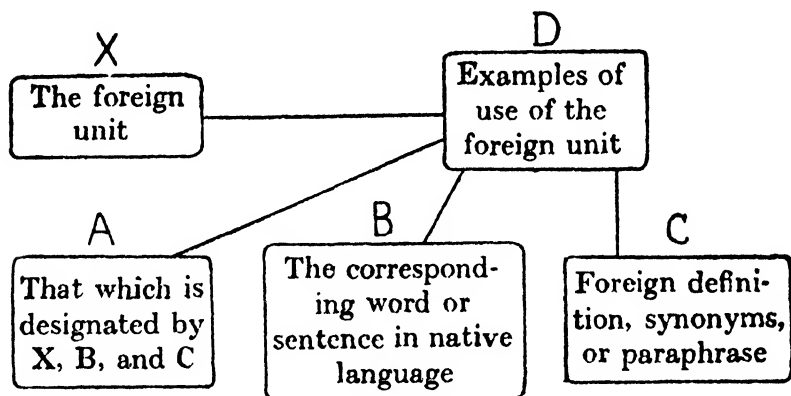 X
The foreign
unit
D
Examples of
use of the
foreign unit
A
That which is
designated by
X, B, and C
B
The correspond-
ing word or
sentence in native
language
C
Foreign defini-
tion, synonyms,
or paraphrase